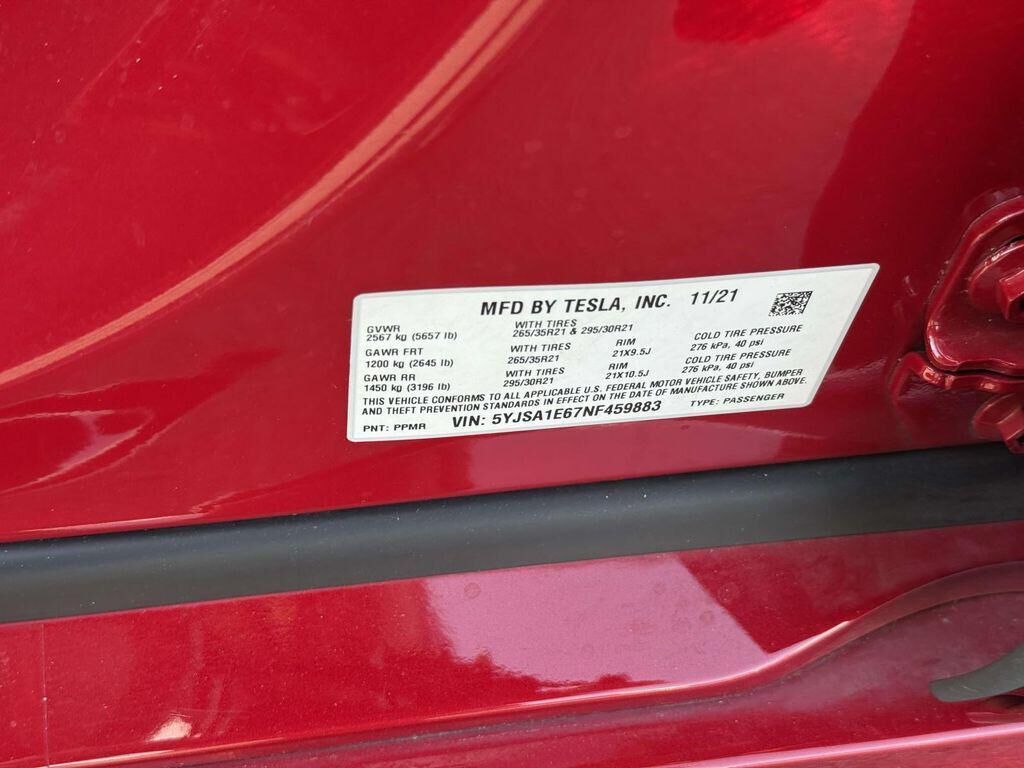 MFD BY TESLA, INC. 11/21
GVWR
2567 kg (5657 lb)
WITH TIRES
265/35R21 & 295/30R21
GAWR FRT
1200 kg (2645 lb)
WITH TIRES
265/35R21
RIM
21X9.5J
COLD TIRE PRESSURE
276 kPa, 40 psi
GAWR RR
1450 kg (3196 lb)
WITH TIRES
295/30R21
RIM
21X10.5J
COLD TIRE PRESSURE
276 kPa, 40 psi
THIS VEHICLE CONFORMS TO ALL APPLICABLE U.S. FEDERAL MOTOR VEHICLE SAFETY, BUMPER
AND THEFT PREVENTION STANDARDS IN EFFECT ON THE DATE OF MANUFACTURE SHOWN ABOVE.
PNT: PPMR VIN: 5YJSA1E67NF459883 TYPE: PASSENGER